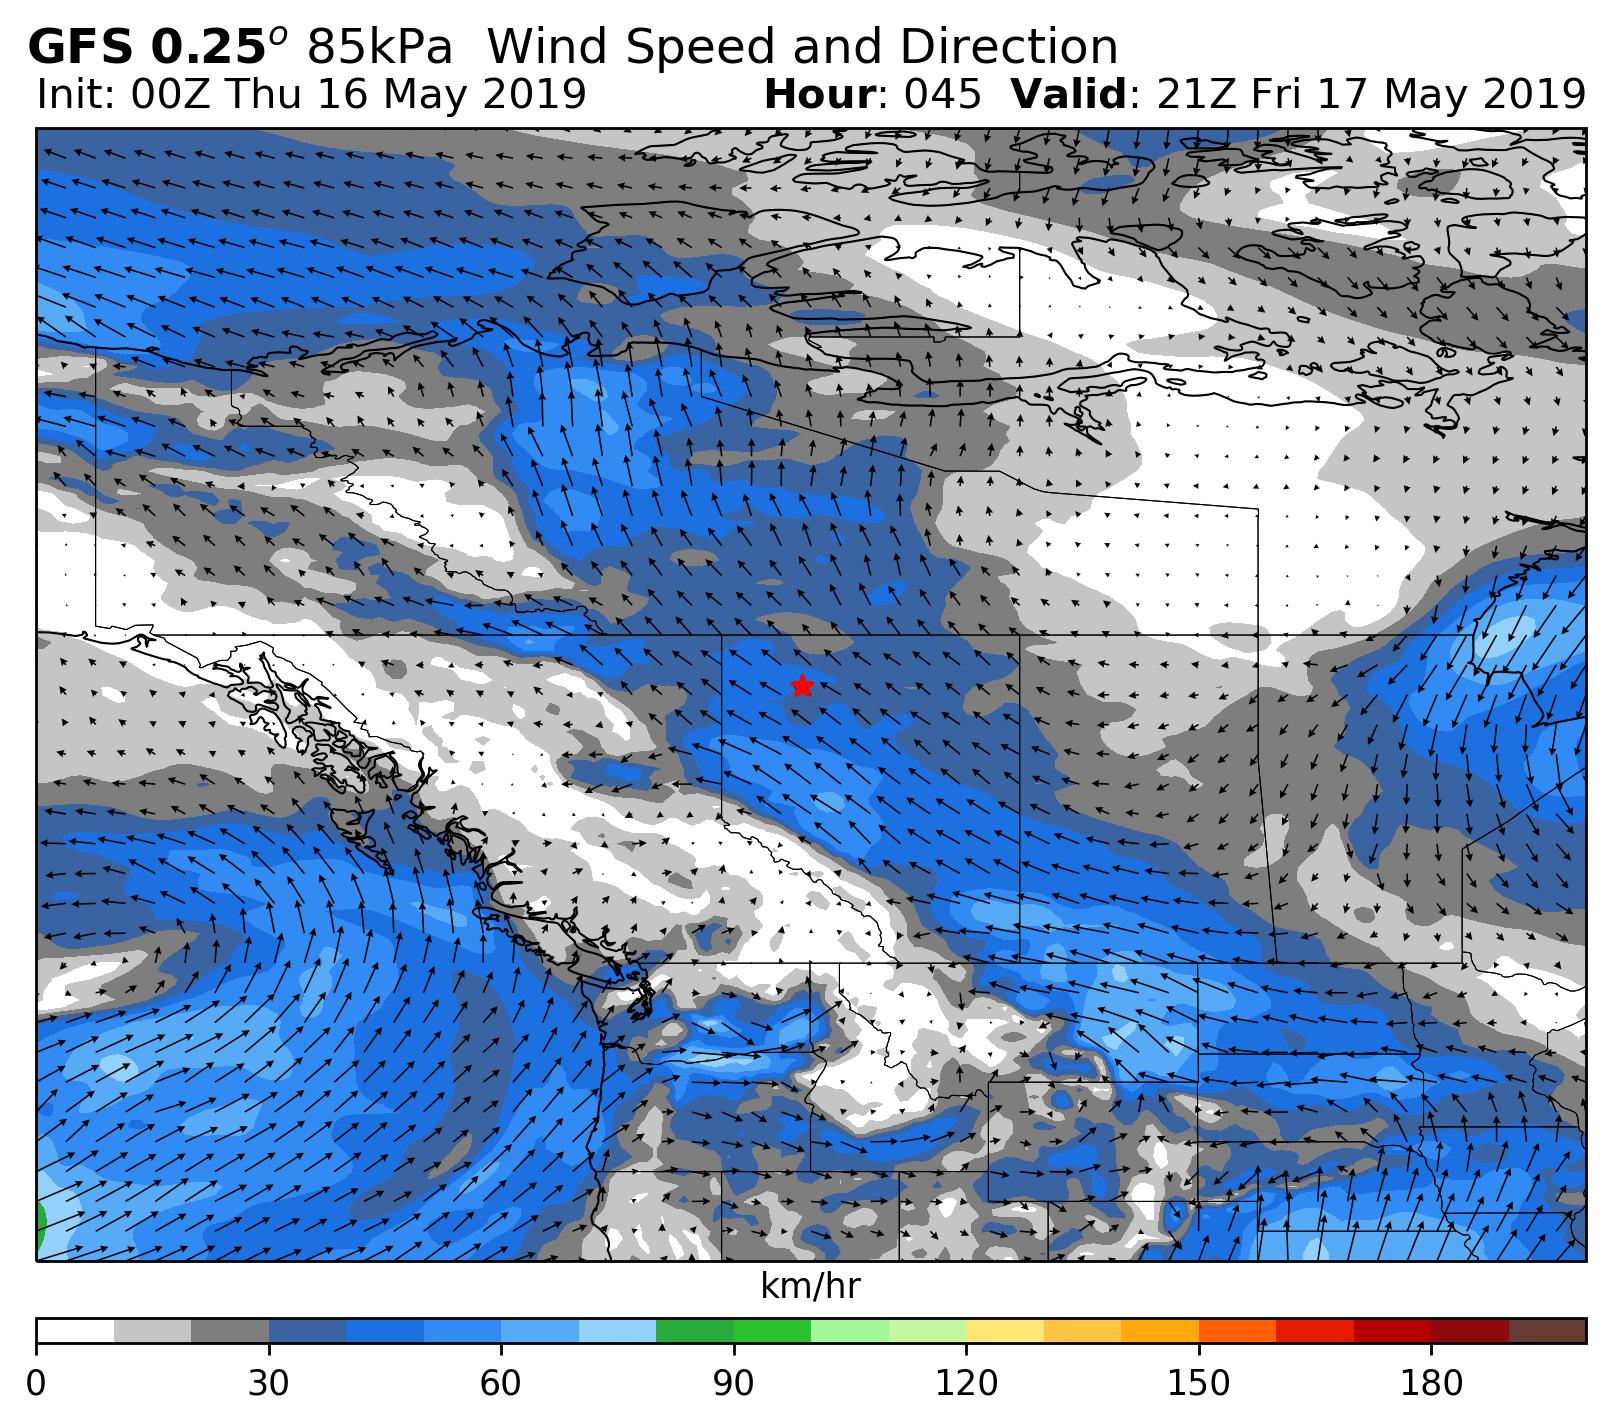 GFS 0.25° 85kPa Wind Speed and Direction
Init: 00Z Thu 16 May 2019 Hour: 045 Valid: 21Z Fri 17 May 2019
km/hr
0 30 60 90 120 150 180